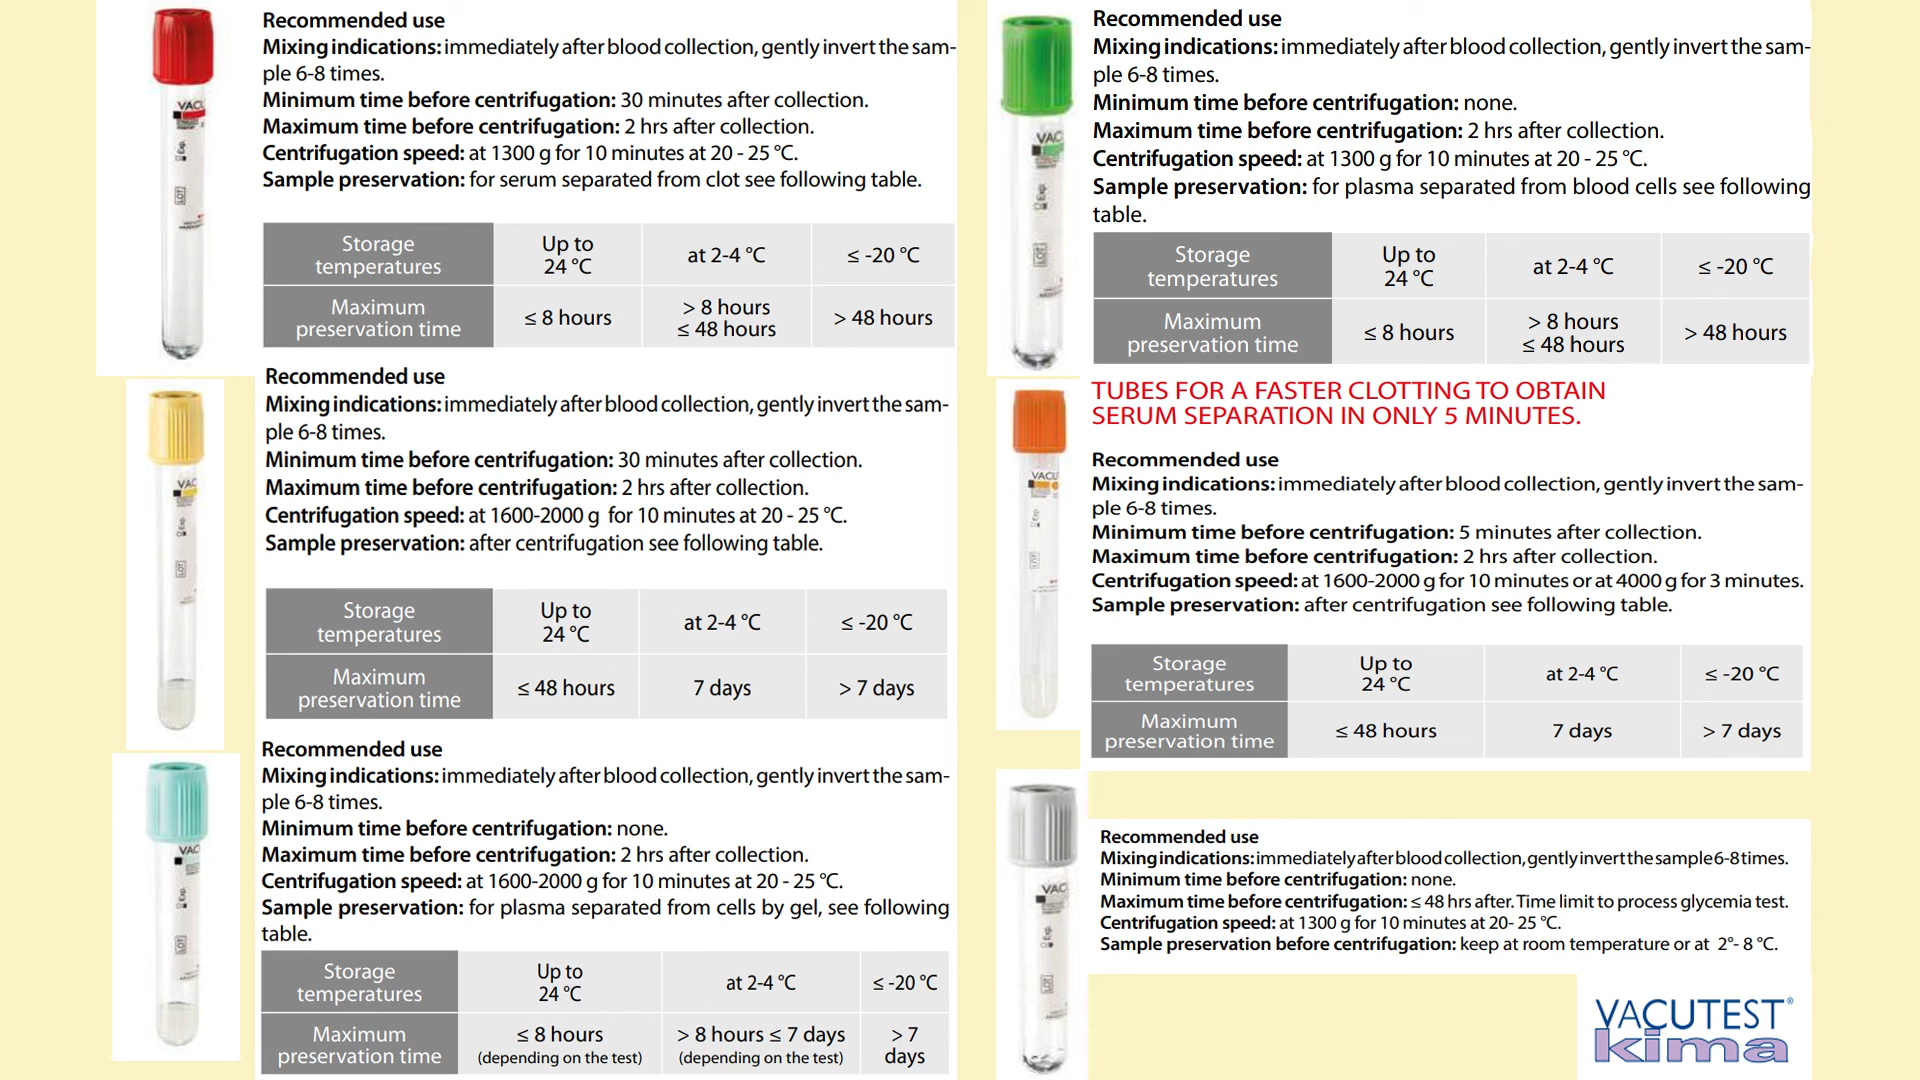 Recommended use
Mixing indications: immediately after blood collection, gently invert the sam-
ple 6-8 times.
Minimum time before centrifugation: 30 minutes after collection.
Maximum time before centrifugation: 2 hrs after collection.
Centrifugation speed: at 1300 g for 10 minutes at 20 - 25 °C.
Sample preservation: for serum separated from clot see following table.
Storage temperatures
Up to 24 °C
at 2-4 °C
≤ -20 °C
Maximum preservation time
≤ 8 hours
> 8 hours ≤ 48 hours
> 48 hours
VACU
Exp.
LOT
Recommended use
Mixing indications: immediately after blood collection, gently invert the sam-
ple 6-8 times.
Minimum time before centrifugation: 30 minutes after collection.
Maximum time before centrifugation: 2 hrs after collection.
Centrifugation speed: at 1600-2000 g for 10 minutes at 20 - 25 °C.
Sample preservation: after centrifugation see following table.
Storage temperatures
Up to 24 °C
at 2-4 °C
≤ -20 °C
Maximum preservation time
≤ 48 hours
7 days
> 7 days
VAC
Exp.
LOT
Recommended use
Mixing indications: immediately after blood collection, gently invert the sam-
ple 6-8 times.
Minimum time before centrifugation: none.
Maximum time before centrifugation: 2 hrs after collection.
Centrifugation speed: at 1600-2000 g for 10 minutes at 20 - 25 °C.
Sample preservation: for plasma separated from cells by gel, see following
table.
Storage temperatures
Up to 24 °C
at 2-4 °C
≤ -20 °C
Maximum preservation time
≤ 8 hours (depending on the test)
> 8 hours ≤ 7 days (depending on the test)
> 7 days
VAC
Exp.
LOT
Recommended use
Mixing indications: immediately after blood collection, gently invert the sam-
ple 6-8 times.
Minimum time before centrifugation: none.
Maximum time before centrifugation: 2 hrs after collection.
Centrifugation speed: at 1300 g for 10 minutes at 20 - 25 °C.
Sample preservation: for plasma separated from blood cells see following
table.
Storage temperatures
Up to 24 °C
at 2-4 °C
≤ -20 °C
Maximum preservation time
≤ 8 hours
> 8 hours ≤ 48 hours
> 48 hours
VACU
Exp.
LOT
TUBES FOR A FASTER CLOTTING TO OBTAIN
SERUM SEPARATION IN ONLY 5 MINUTES.
Recommended use
Mixing indications: immediately after blood collection, gently invert the sam-
ple 6-8 times.
Minimum time before centrifugation: 5 minutes after collection.
Maximum time before centrifugation: 2 hrs after collection.
Centrifugation speed: at 1600-2000 g for 10 minutes or at 4000 g for 3 minutes.
Sample preservation: after centrifugation see following table.
Storage temperatures
Up to 24 °C
at 2-4 °C
≤ -20 °C
Maximum preservation time
≤ 48 hours
7 days
> 7 days
VACU
Exp
LOT
Recommended use
Mixing indications: immediately after blood collection, gently invert the sample 6-8 times.
Minimum time before centrifugation: none.
Maximum time before centrifugation: ≤ 48 hrs after. Time limit to process glycemia test.
Centrifugation speed: at 1300 g for 10 minutes at 20- 25 °C.
Sample preservation before centrifugation: keep at room temperature or at 2°- 8 °C.
VACU
Exp.
LOT
VACUTEST®
kima